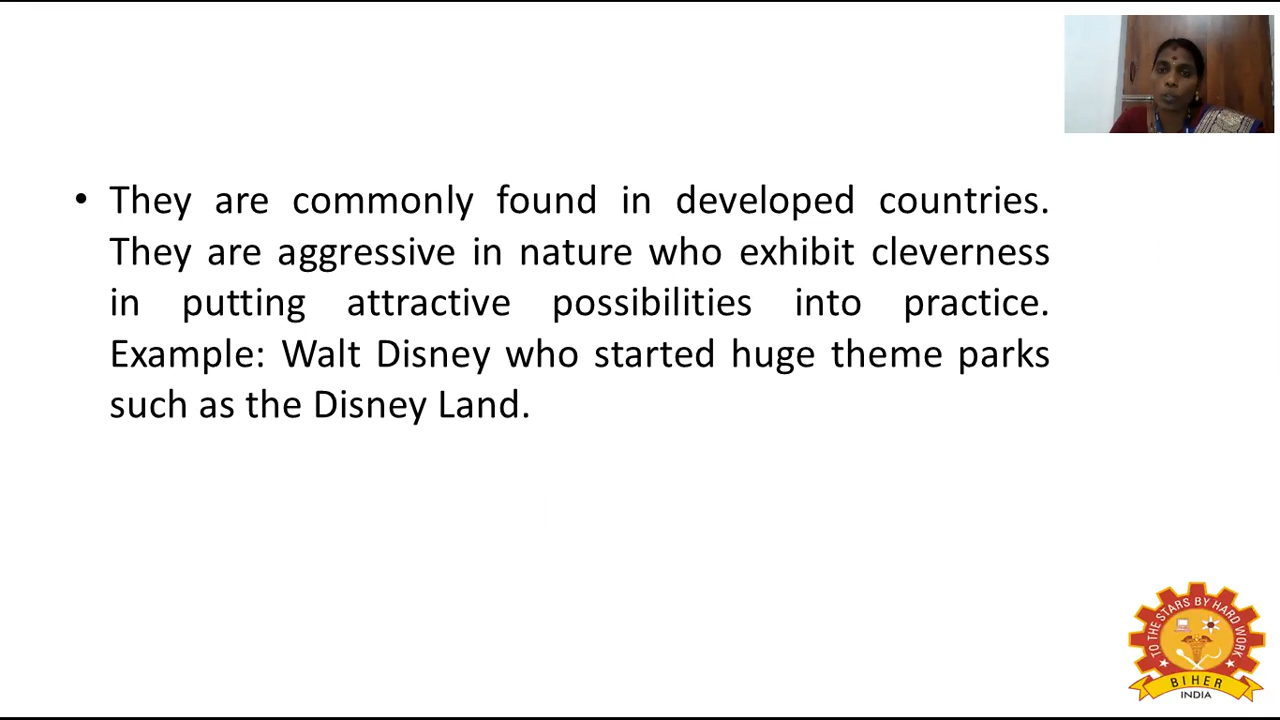 • They are commonly found in developed countries.
They are aggressive in nature who exhibit cleverness
in putting attractive possibilities into practice.
Example: Walt Disney who started huge theme parks
such as the Disney Land.
TO THE STARS BY HARD WORK
BIHER
INDIA